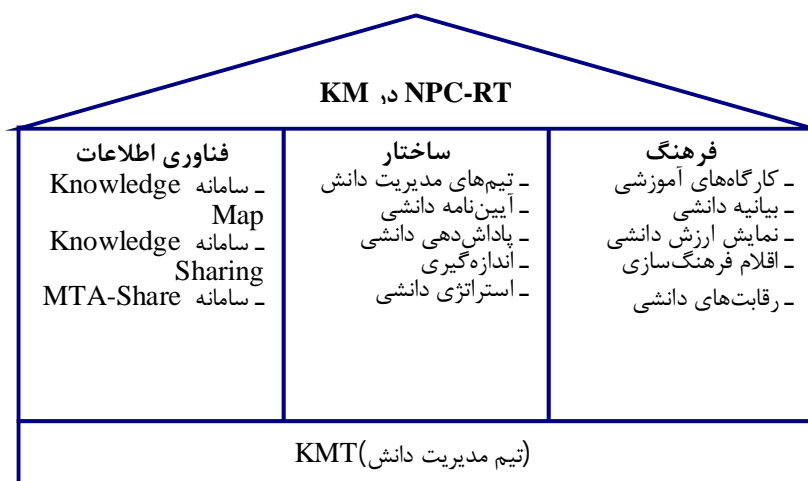 KM در NPC-RT
فرهنگ
ـ کارگاه‌های آموزشی
ـ بیانیه دانشی
ـ نمایش ارزش دانشی
ـ اقلام فرهنگ‌سازی
ـ رقابت‌های دانشی
ساختار
ـ تیم‌های مدیریت دانش
ـ آیین‌نامه دانشی
ـ پاداش‌دهی دانشی
ـ اندازه‌گیری
ـ استراتژی دانشی
فناوری اطلاعات
ـ سامانه Knowledge
Map
ـ سامانه Knowledge
Sharing
ـ سامانه MTA-Share
KMT(تیم مدیریت دانش)